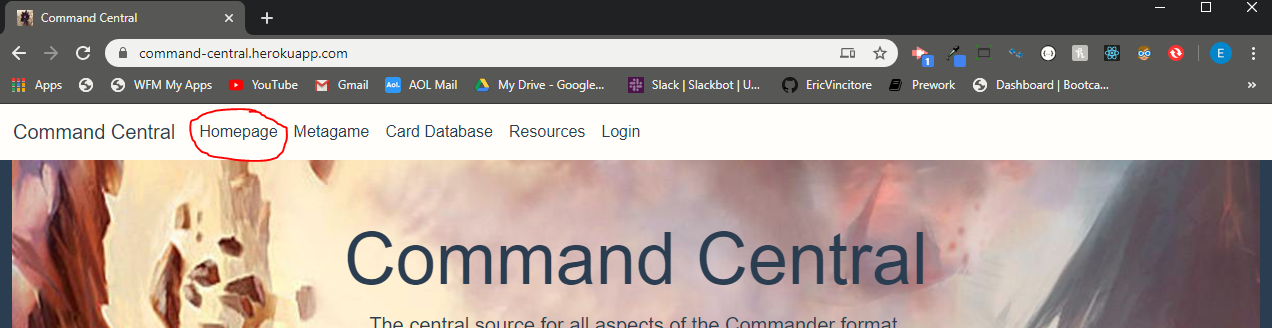 Command Central
command-central.herokuapp.com
1
E
Apps WFM My Apps YouTube Gmail Aol. AOL Mail My Drive - Google... Slack | Slackbot | U... EricVincitore Prework Dashboard | Bootca... »
Command Central Homepage Metagame Card Database Resources Login
Command Central
The central source for all aspects of the Commander format